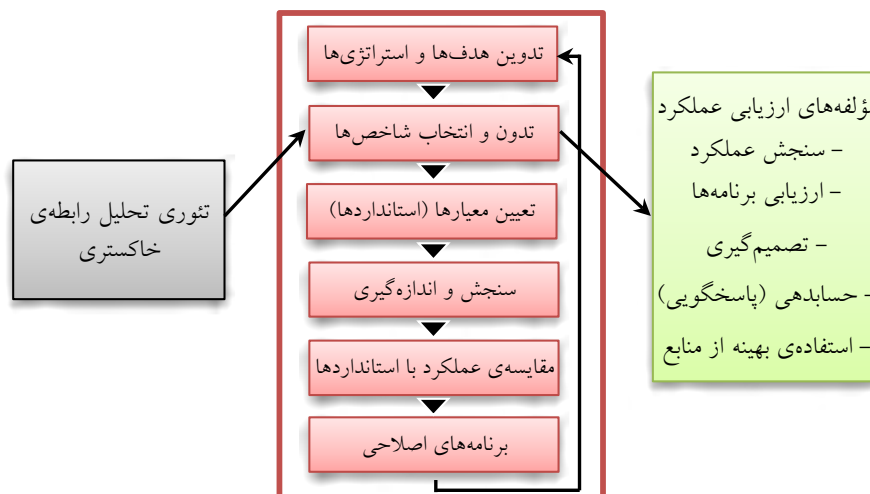 تدوین هدف‌ها و استراتژی‌ها
تدون و انتخاب شاخص‌ها
تعیین معیارها (استانداردها)
سنجش و اندازه‌گیری
مقایسه‌ی عملکرد با استانداردها
برنامه‌های اصلاحی
ؤلفه‌های ارزیابی عملکرد
- سنجش عملکرد
- ارزیابی برنامه‌ها
- تصمیم‌گیری
- حسابدهی (پاسخگویی)
- استفاده‌ی بهینه از منابع
تئوری تحلیل رابطه‌ی
خاکستری